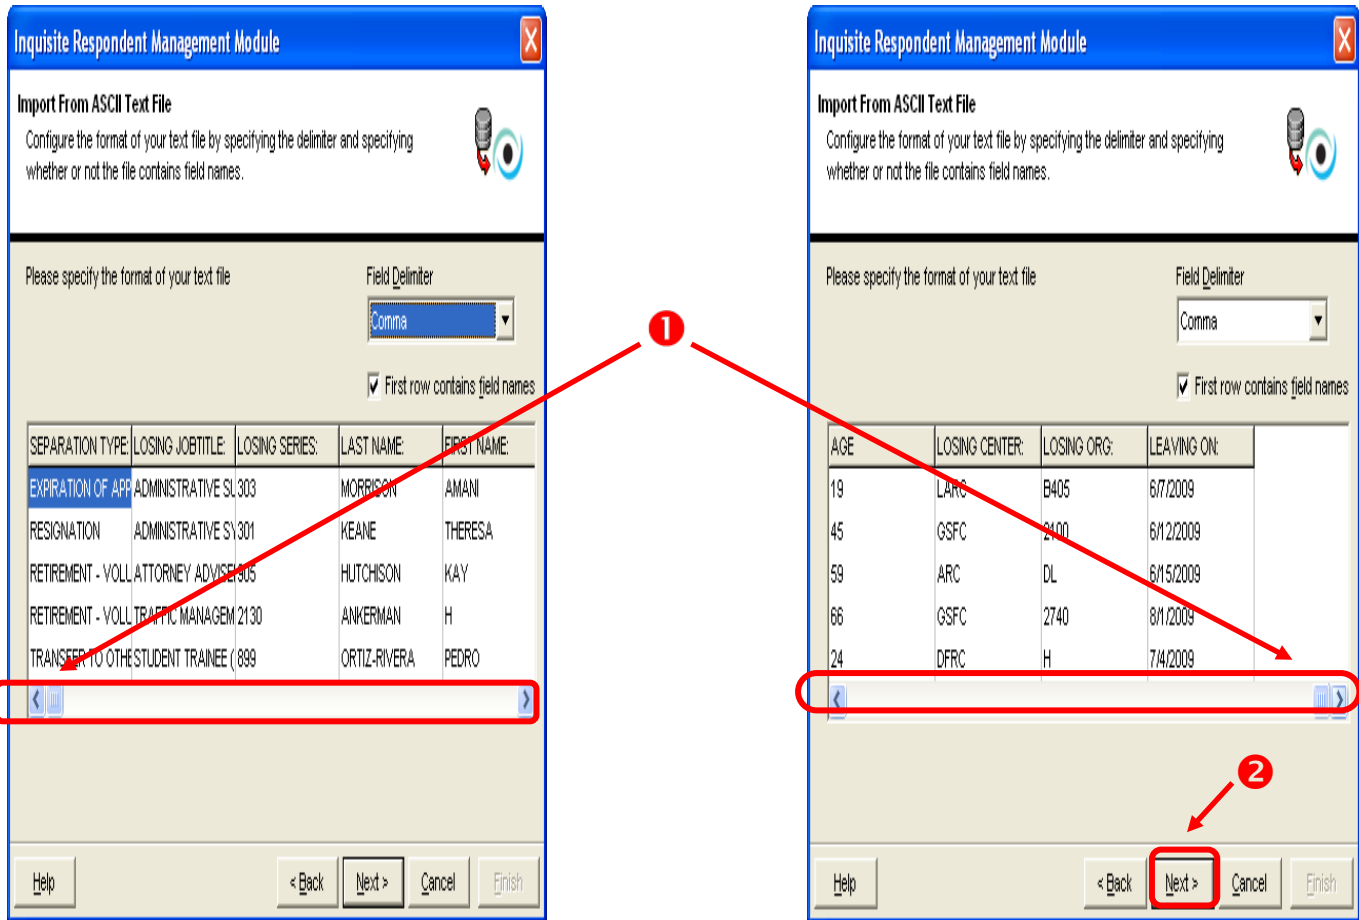 Inquisite Respondent Management Module
Import From ASCII Text File
Configure the format of your text file by specifying the delimiter and specifying
whether or not the file contains field names.
Please specify the format of your text file
Field Delimiter
Comma
First row contains field names
SEPARATION TYPE: LOSING JOBTITLE: LOSING SERIES: LAST NAME: FIRST NAME:
EXPIRATION OF APP ADMINISTRATIVE SU 303 MORRISON AMANI
RESIGNATION ADMINISTRATIVE SY 301 KEANE THERESA
RETIREMENT - VOLU ATTORNEY ADVISER 905 HUTCHISON KAY
RETIREMENT - VOLU TRAFFIC MANAGEM 2130 ANKERMAN H
TRANSFER TO OTHE STUDENT TRAINEE ( 899 ORTIZ-RIVERA PEDRO
Help
< Back
Next >
Cancel
Finish
1
Inquisite Respondent Management Module
Import From ASCII Text File
Configure the format of your text file by specifying the delimiter and specifying
whether or not the file contains field names.
Please specify the format of your text file
Field Delimiter
Comma
First row contains field names
AGE LOSING CENTER: LOSING ORG: LEAVING ON:
19 LARC B405 6/7/2009
45 GSFC 2100 6/12/2009
59 ARC DL 6/15/2009
66 GSFC 2740 8/1/2009
24 DFRC H 7/4/2009
2
Help
< Back
Next >
Cancel
Finish